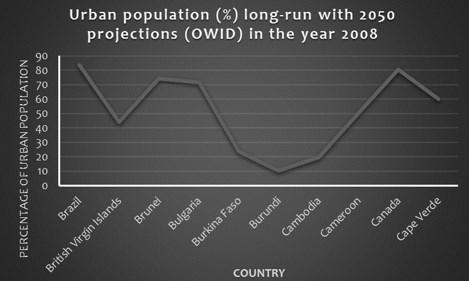 Urban population (%) long-run with 2050
projections (OWID) in the year 2008
PERCENTAGE OF URBAN POPULATION
90
80
70
60
50
40
30
20
10
0
Brazil
British Virgin Islands
Brunei
Bulgaria
Burkina Faso
Burundi
Cambodia
Cameroon
Canada
Cape Verde
COUNTRY